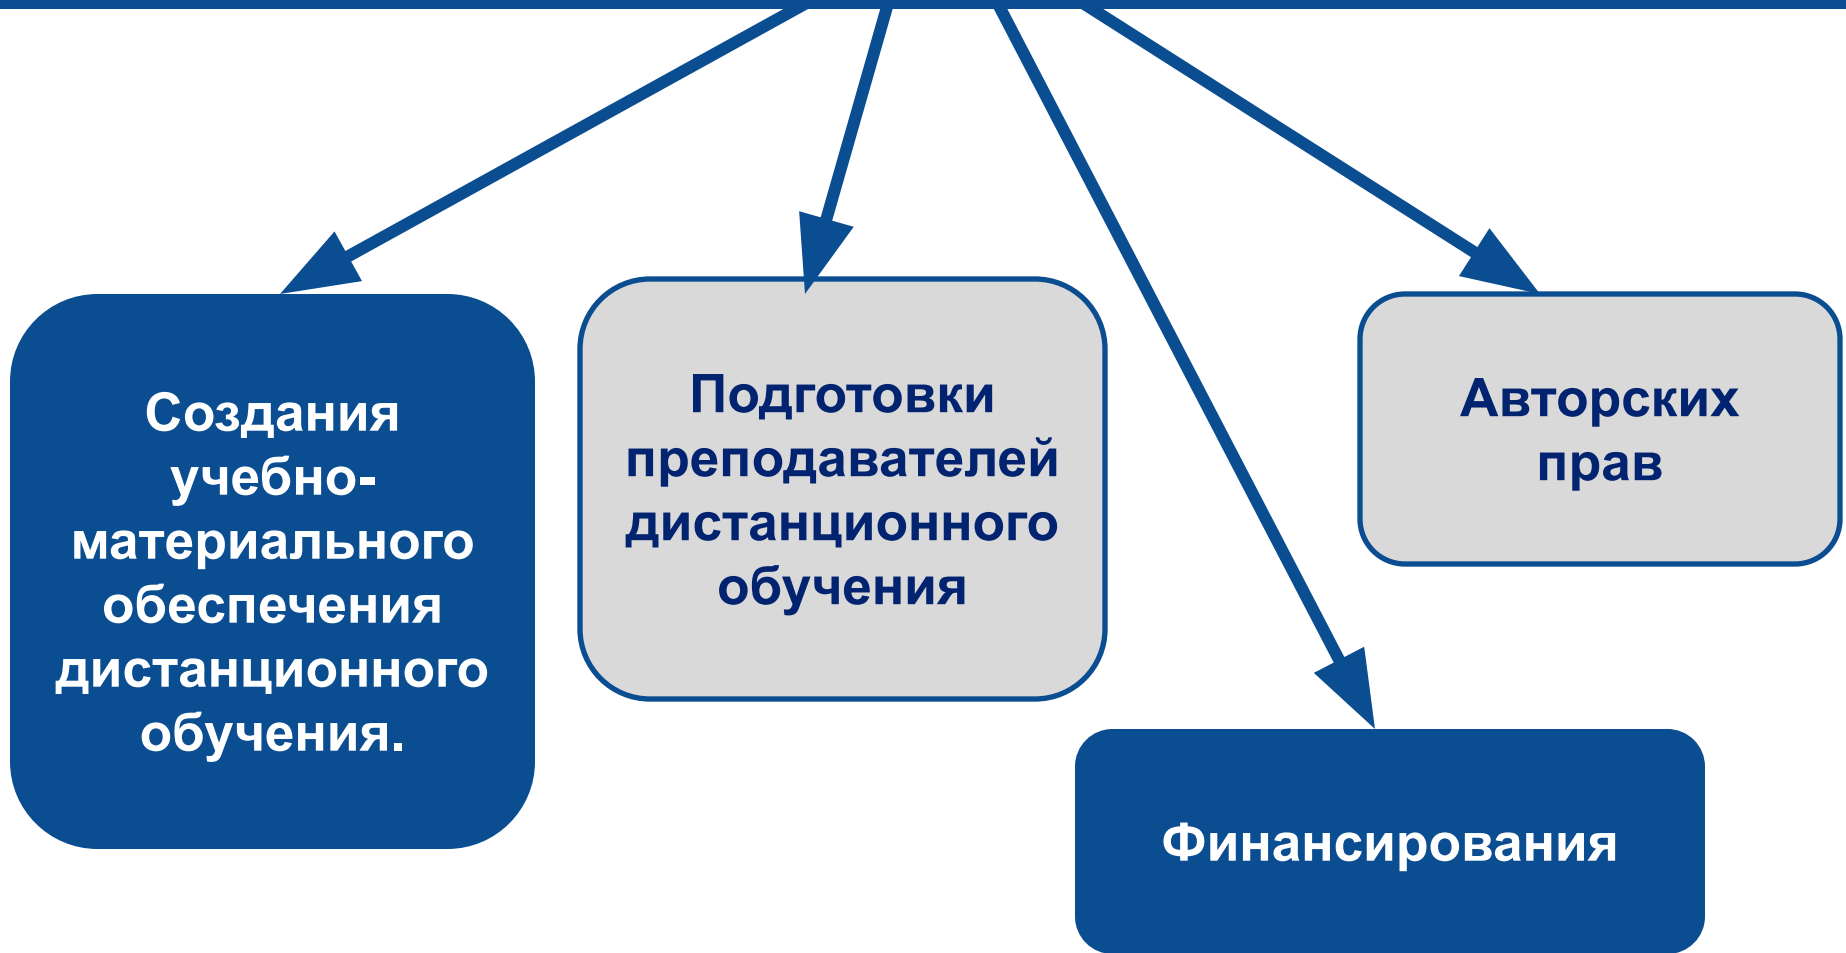 Создания
учебно-
материального
обеспечения
дистанционного
обучения.
Подготовки
преподавателей
дистанционного
обучения
Авторских
прав
Финансирования